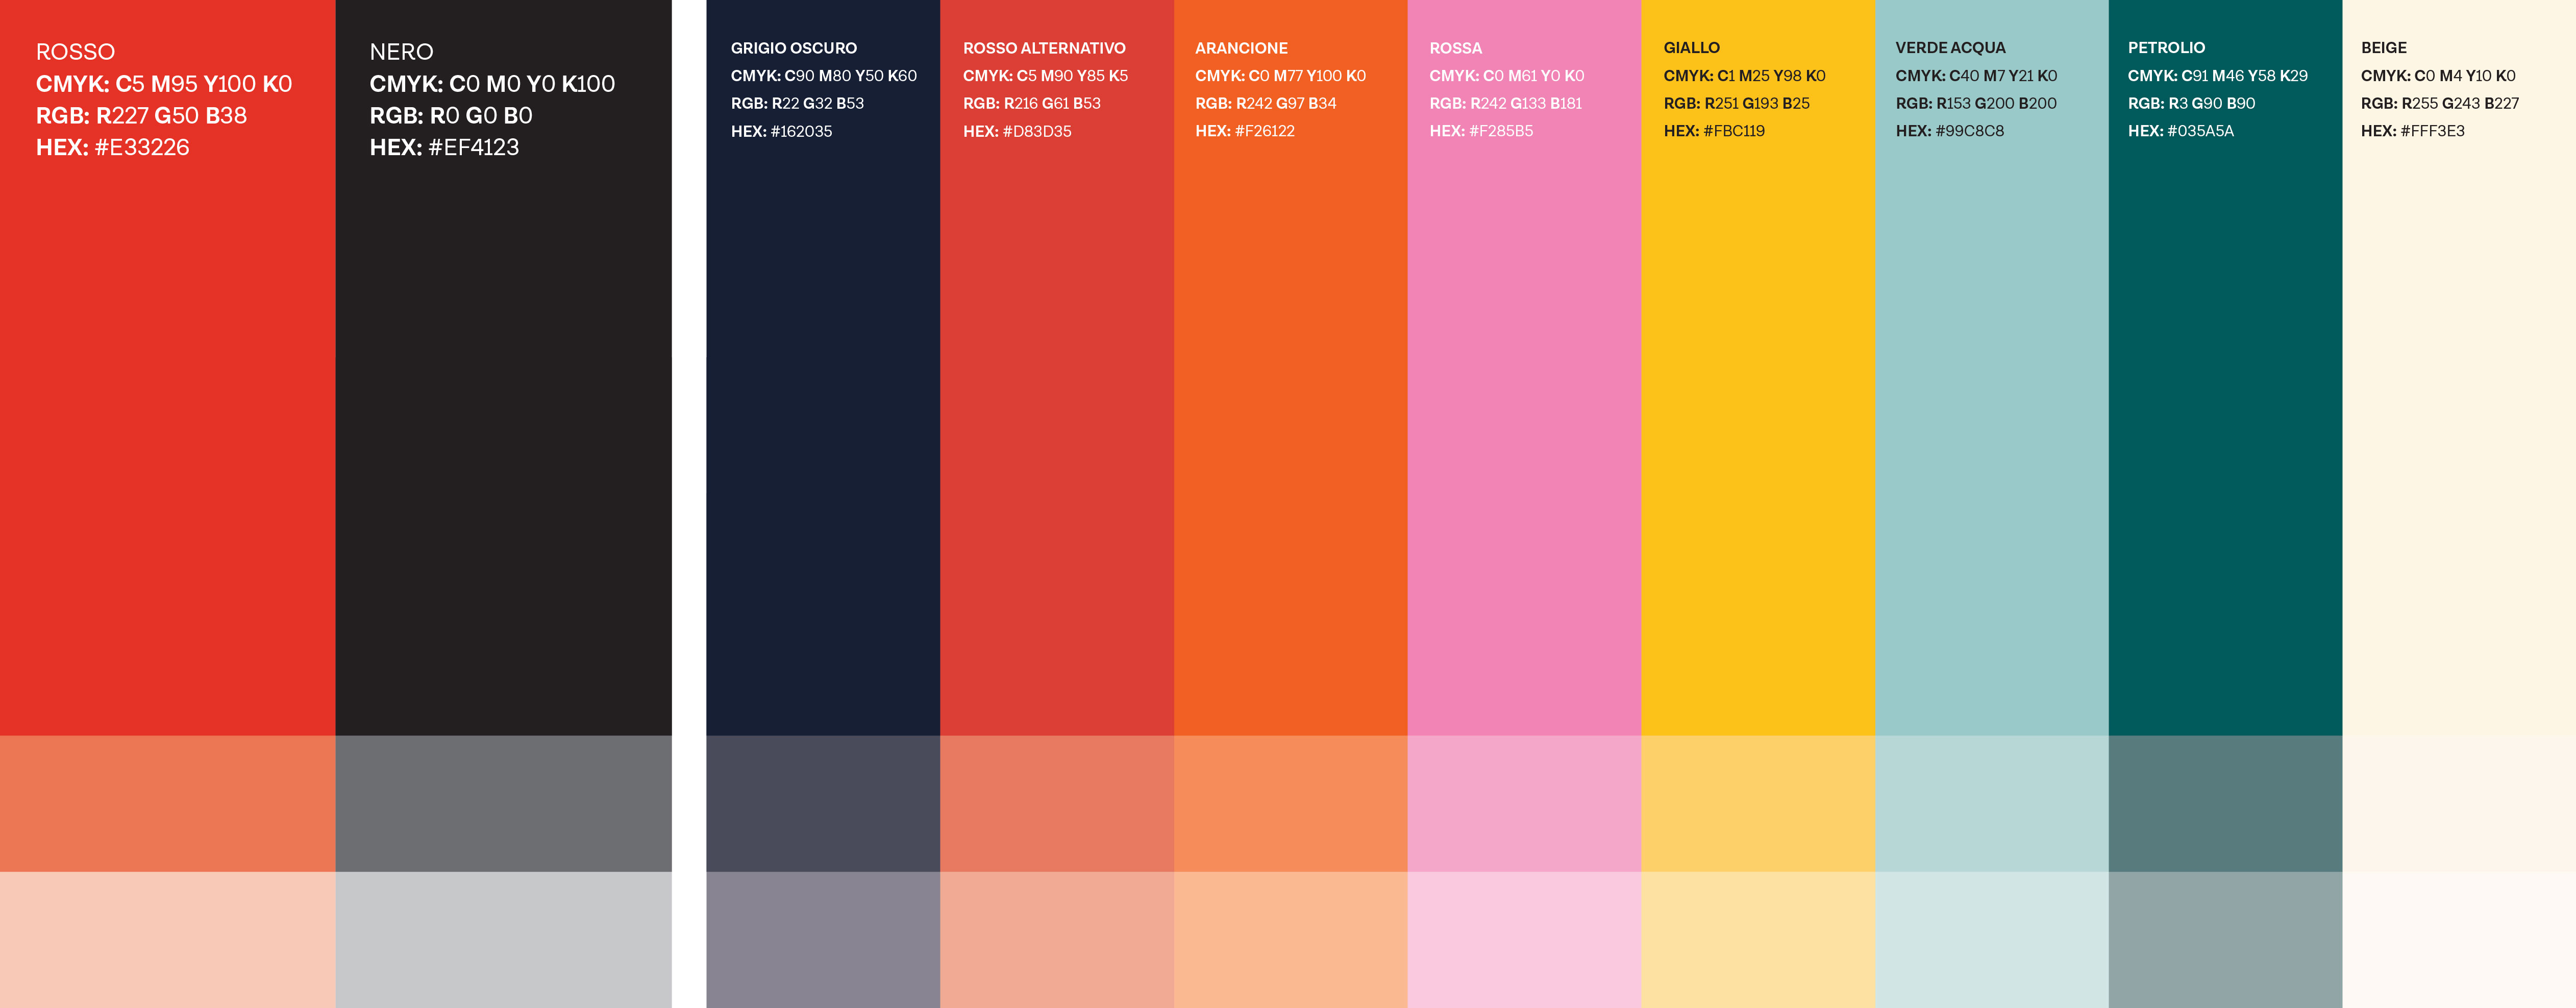 ROSSO
CMYK: C5 M95 Y100 K0
RGB: R227 G50 B38
HEX: #E33226
NERO
CMYK: C0 M0 Y0 K100
RGB: R0 G0 B0
HEX: #EF4123
GRIGIO OSCURO
CMYK: C90 M80 Y50 K60
RGB: R22 G32 B53
HEX: #162035
ROSSO ALTERNATIVO
CMYK: C5 M90 Y85 K5
RGB: R216 G61 B53
HEX: #D83D35
ARANCIONE
CMYK: C0 M77 Y100 K0
RGB: R242 G97 B34
HEX: #F26122
ROSSA
CMYK: C0 M61 Y0 K0
RGB: R242 G133 B181
HEX: #F285B5
GIALLO
CMYK: C1 M25 Y98 K0
RGB: R251 G193 B25
HEX: #FBC119
VERDE ACQUA
CMYK: C40 M7 Y21 K0
RGB: R153 G200 B200
HEX: #99C8C8
PETROLIO
CMYK: C91 M46 Y58 K29
RGB: R3 G90 B90
HEX: #035A5A
BEIGE
CMYK: C0 M4 Y10 K0
RGB: R255 G243 B227
HEX: #FFF3E3